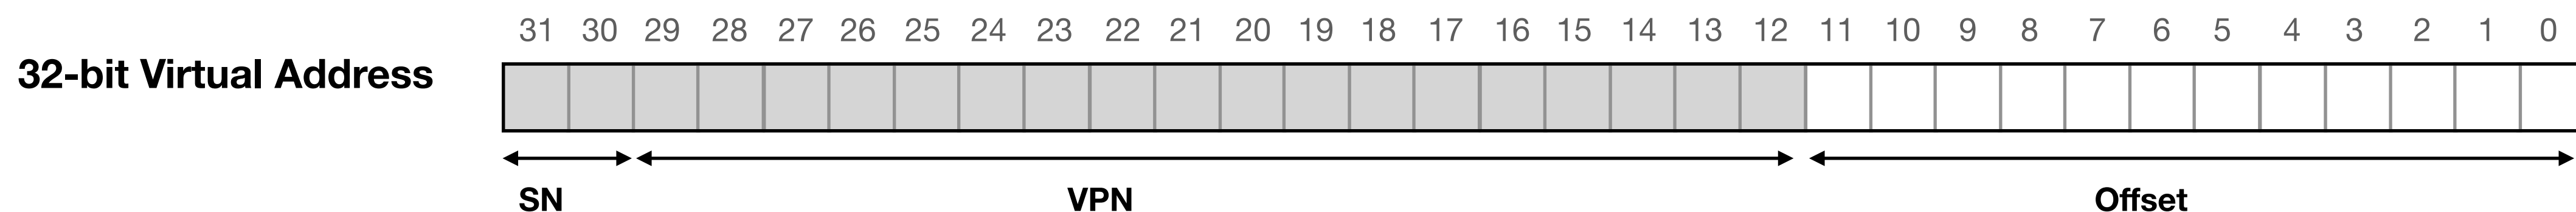 31 30 29 28 27 26 25 24 23 22 21 20 19 18 17 16 15 14 13 12 11 10 9 8 7 6 5 4 3 2 1 0
32-bit Virtual Address
SN VPN Offset